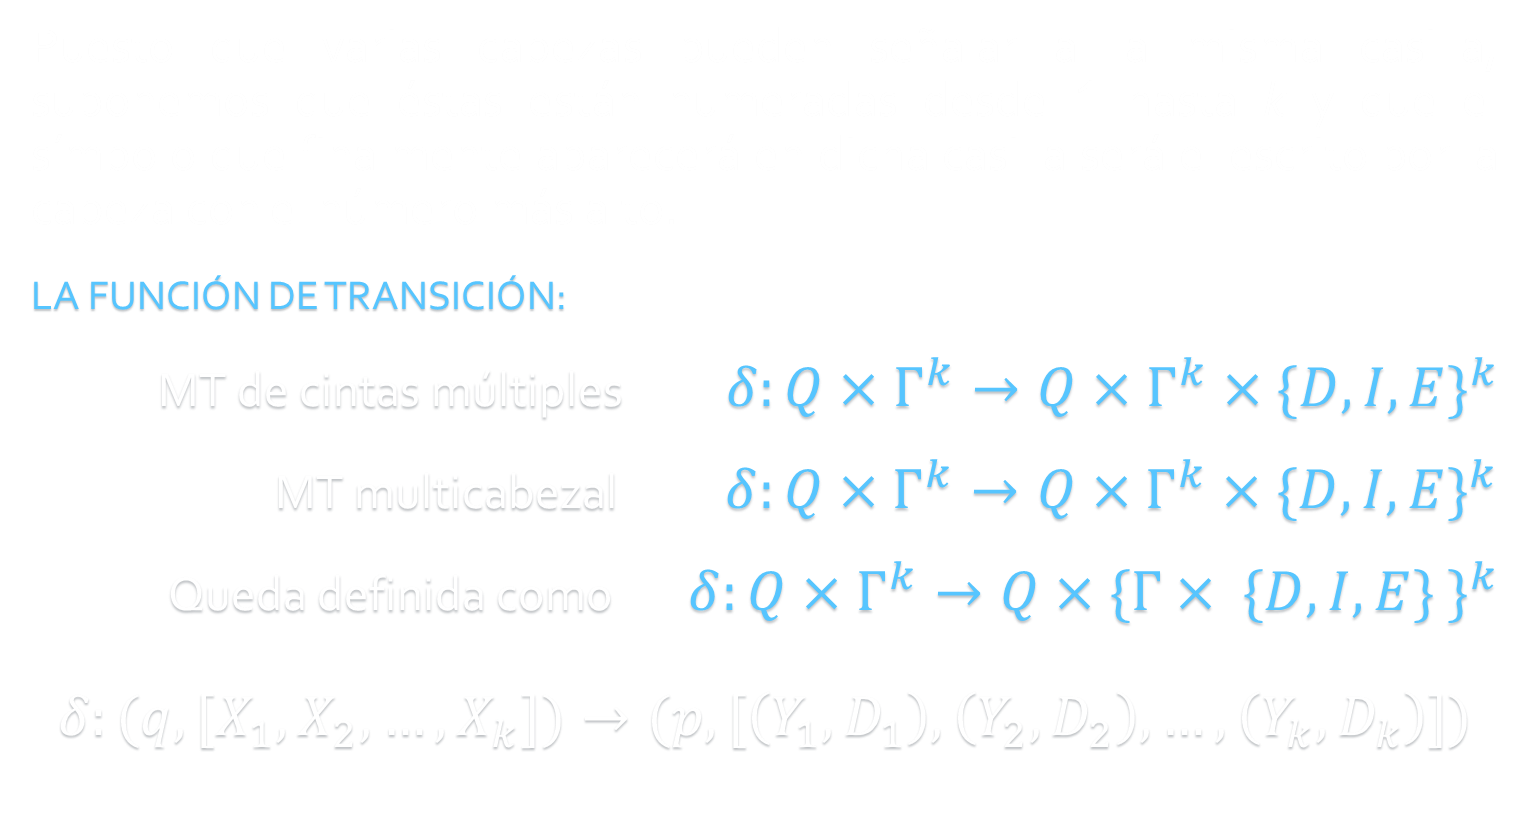 LA FUNCIÓN DE TRANSICIÓN:
MT de cintas múltiples δ: Q × Γ^k → Q × Γ^k × {D, I, E}^k
MT multicabezal δ: Q × Γ^k → Q × Γ^k × {D, I, E}^k
Queda definida como δ: Q × Γ^k → Q × {Γ × {D, I, E} }^k
δ: (q, [X_1, X_2, … , X_k]) → (p, [(Y_1, D_1), (Y_2, D_2), … , (Y_k, D_k)])